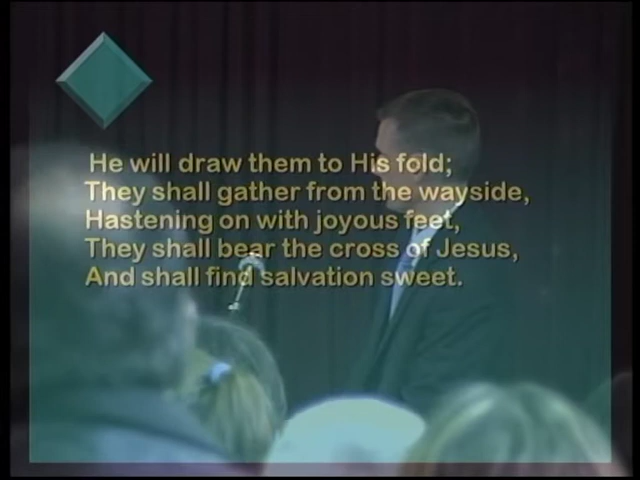 He will draw them to His fold;
They shall gather from the wayside,
Hastening on with joyous feet,
They shall bear the cross of Jesus,
And shall find salvation sweet.